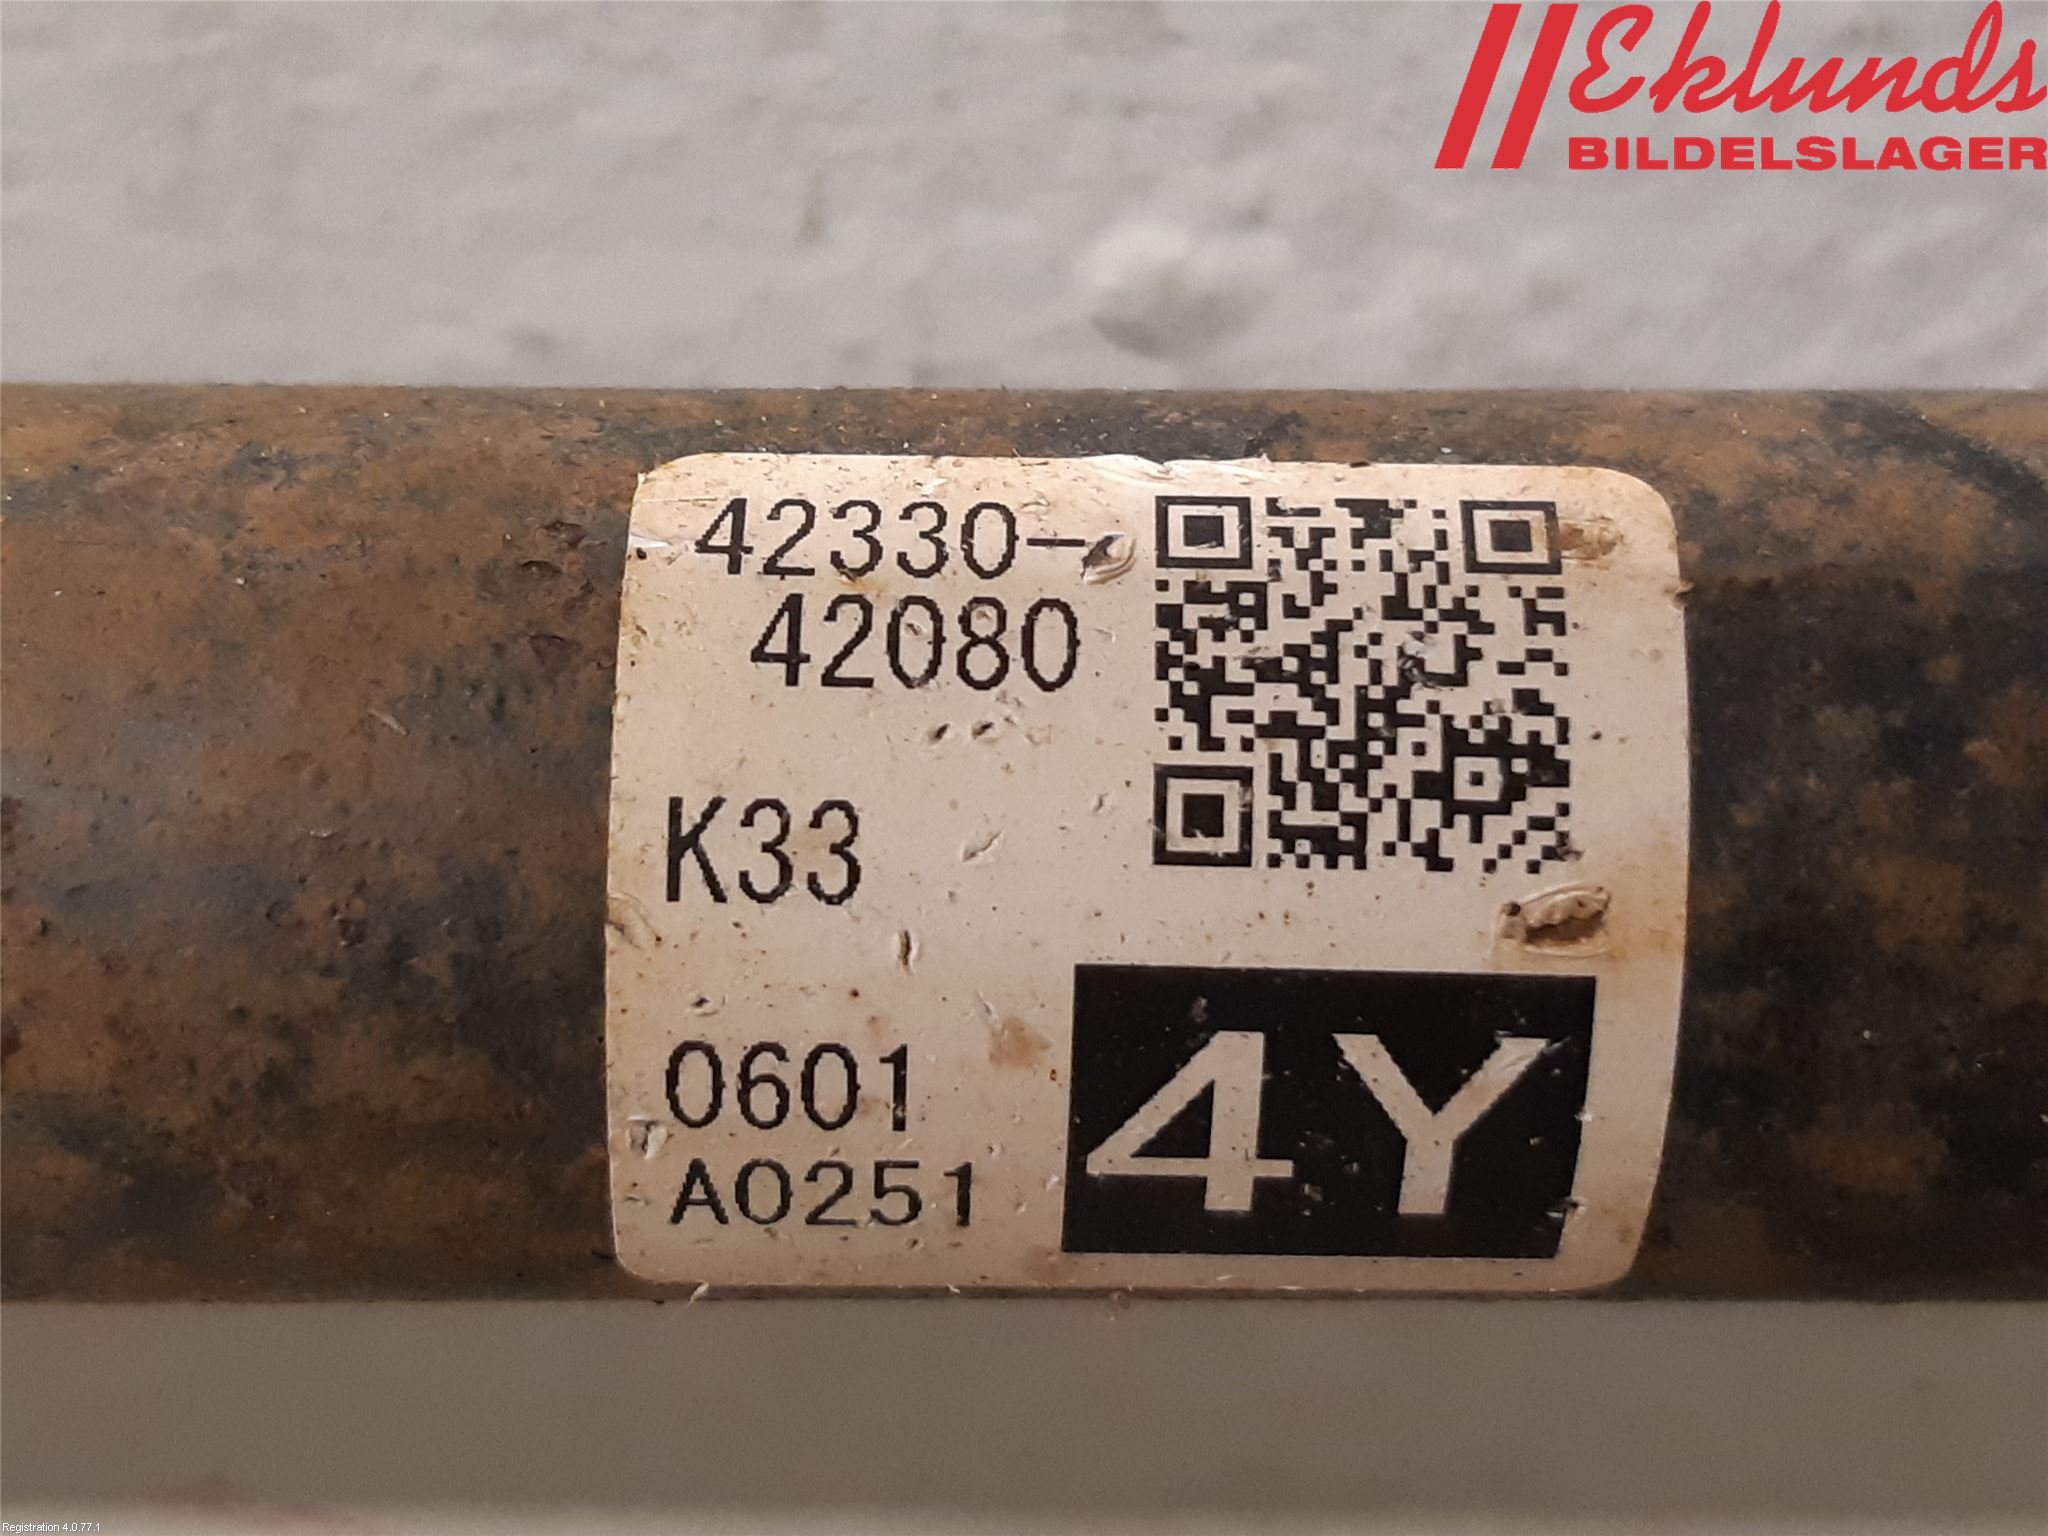 Eklunds
BILDELSLAGER
42330-
42080
K33
0601
A0251
4Y
Registration 4.0.77.1